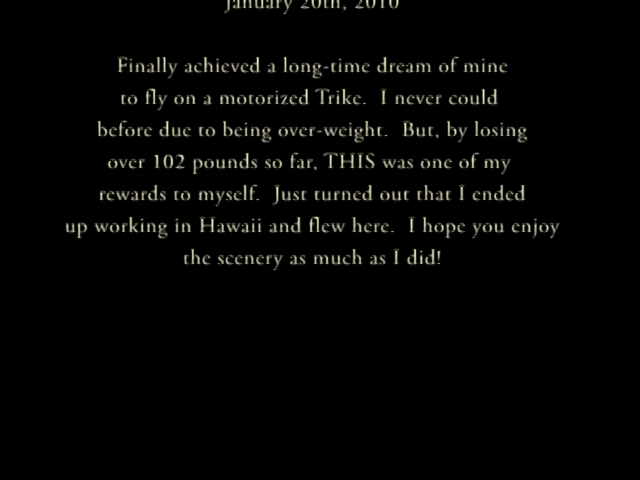 January 20th, 2010
Finally achieved a long-time dream of mine
to fly on a motorized Trike. I never could
before due to being over-weight. But, by losing
over 102 pounds so far, THIS was one of my
rewards to myself. Just turned out that I ended
up working in Hawaii and flew here. I hope you enjoy
the scenery as much as I did!